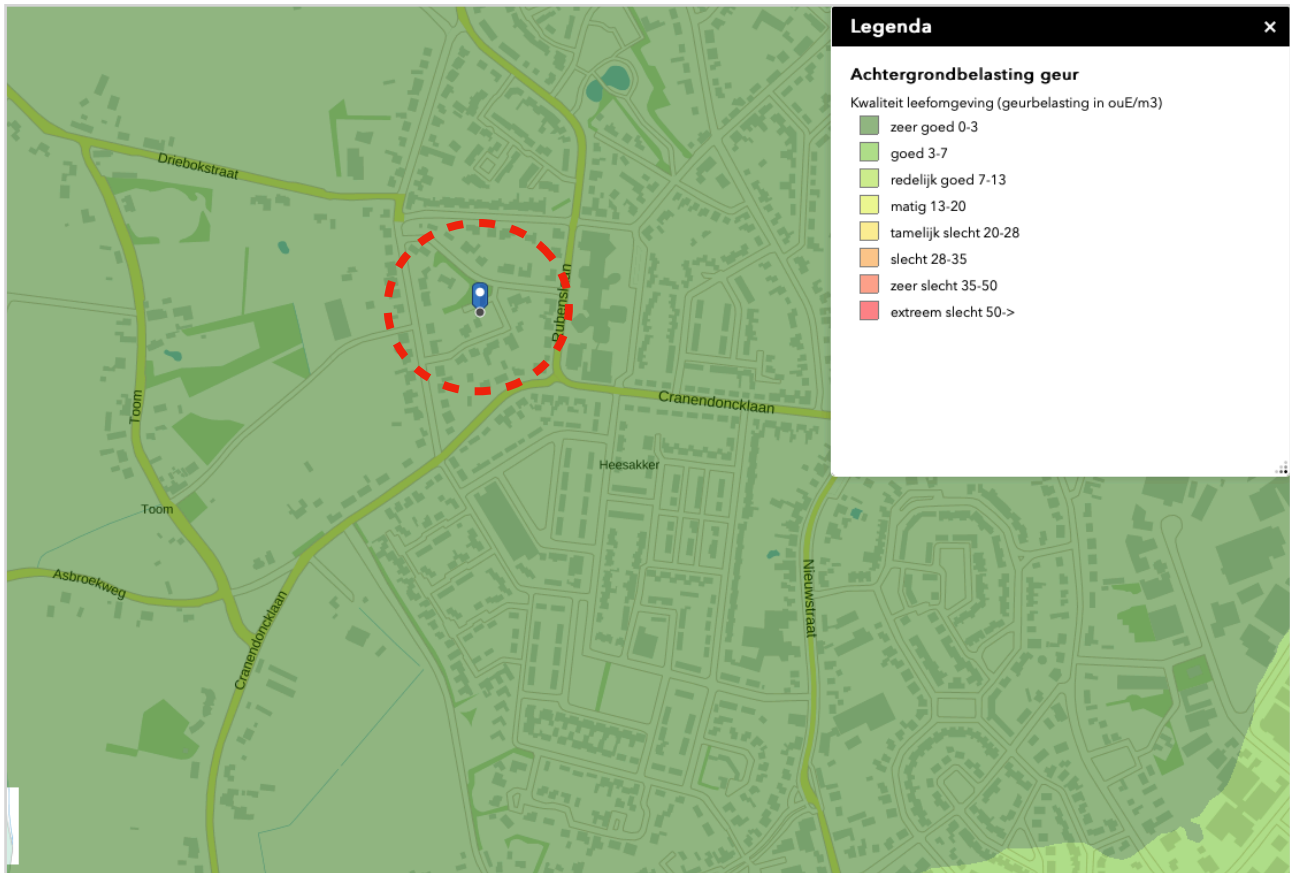 Legenda
Achtergrondbelasting geur
Kwaliteit leefomgeving (geurbelasting in ouE/m3)
zeer goed 0-3
goed 3-7
redelijk goed 7-13
matig 13-20
tamelijk slecht 20-28
slecht 28-35
zeer slecht 35-50
extreem slecht 50->
Driebokstraat
Rubenslaan
Toom
Cranendoncklaan
Heesakker
Toom
Asbroekweg
Cranendoncklaan
Nieuwstraat